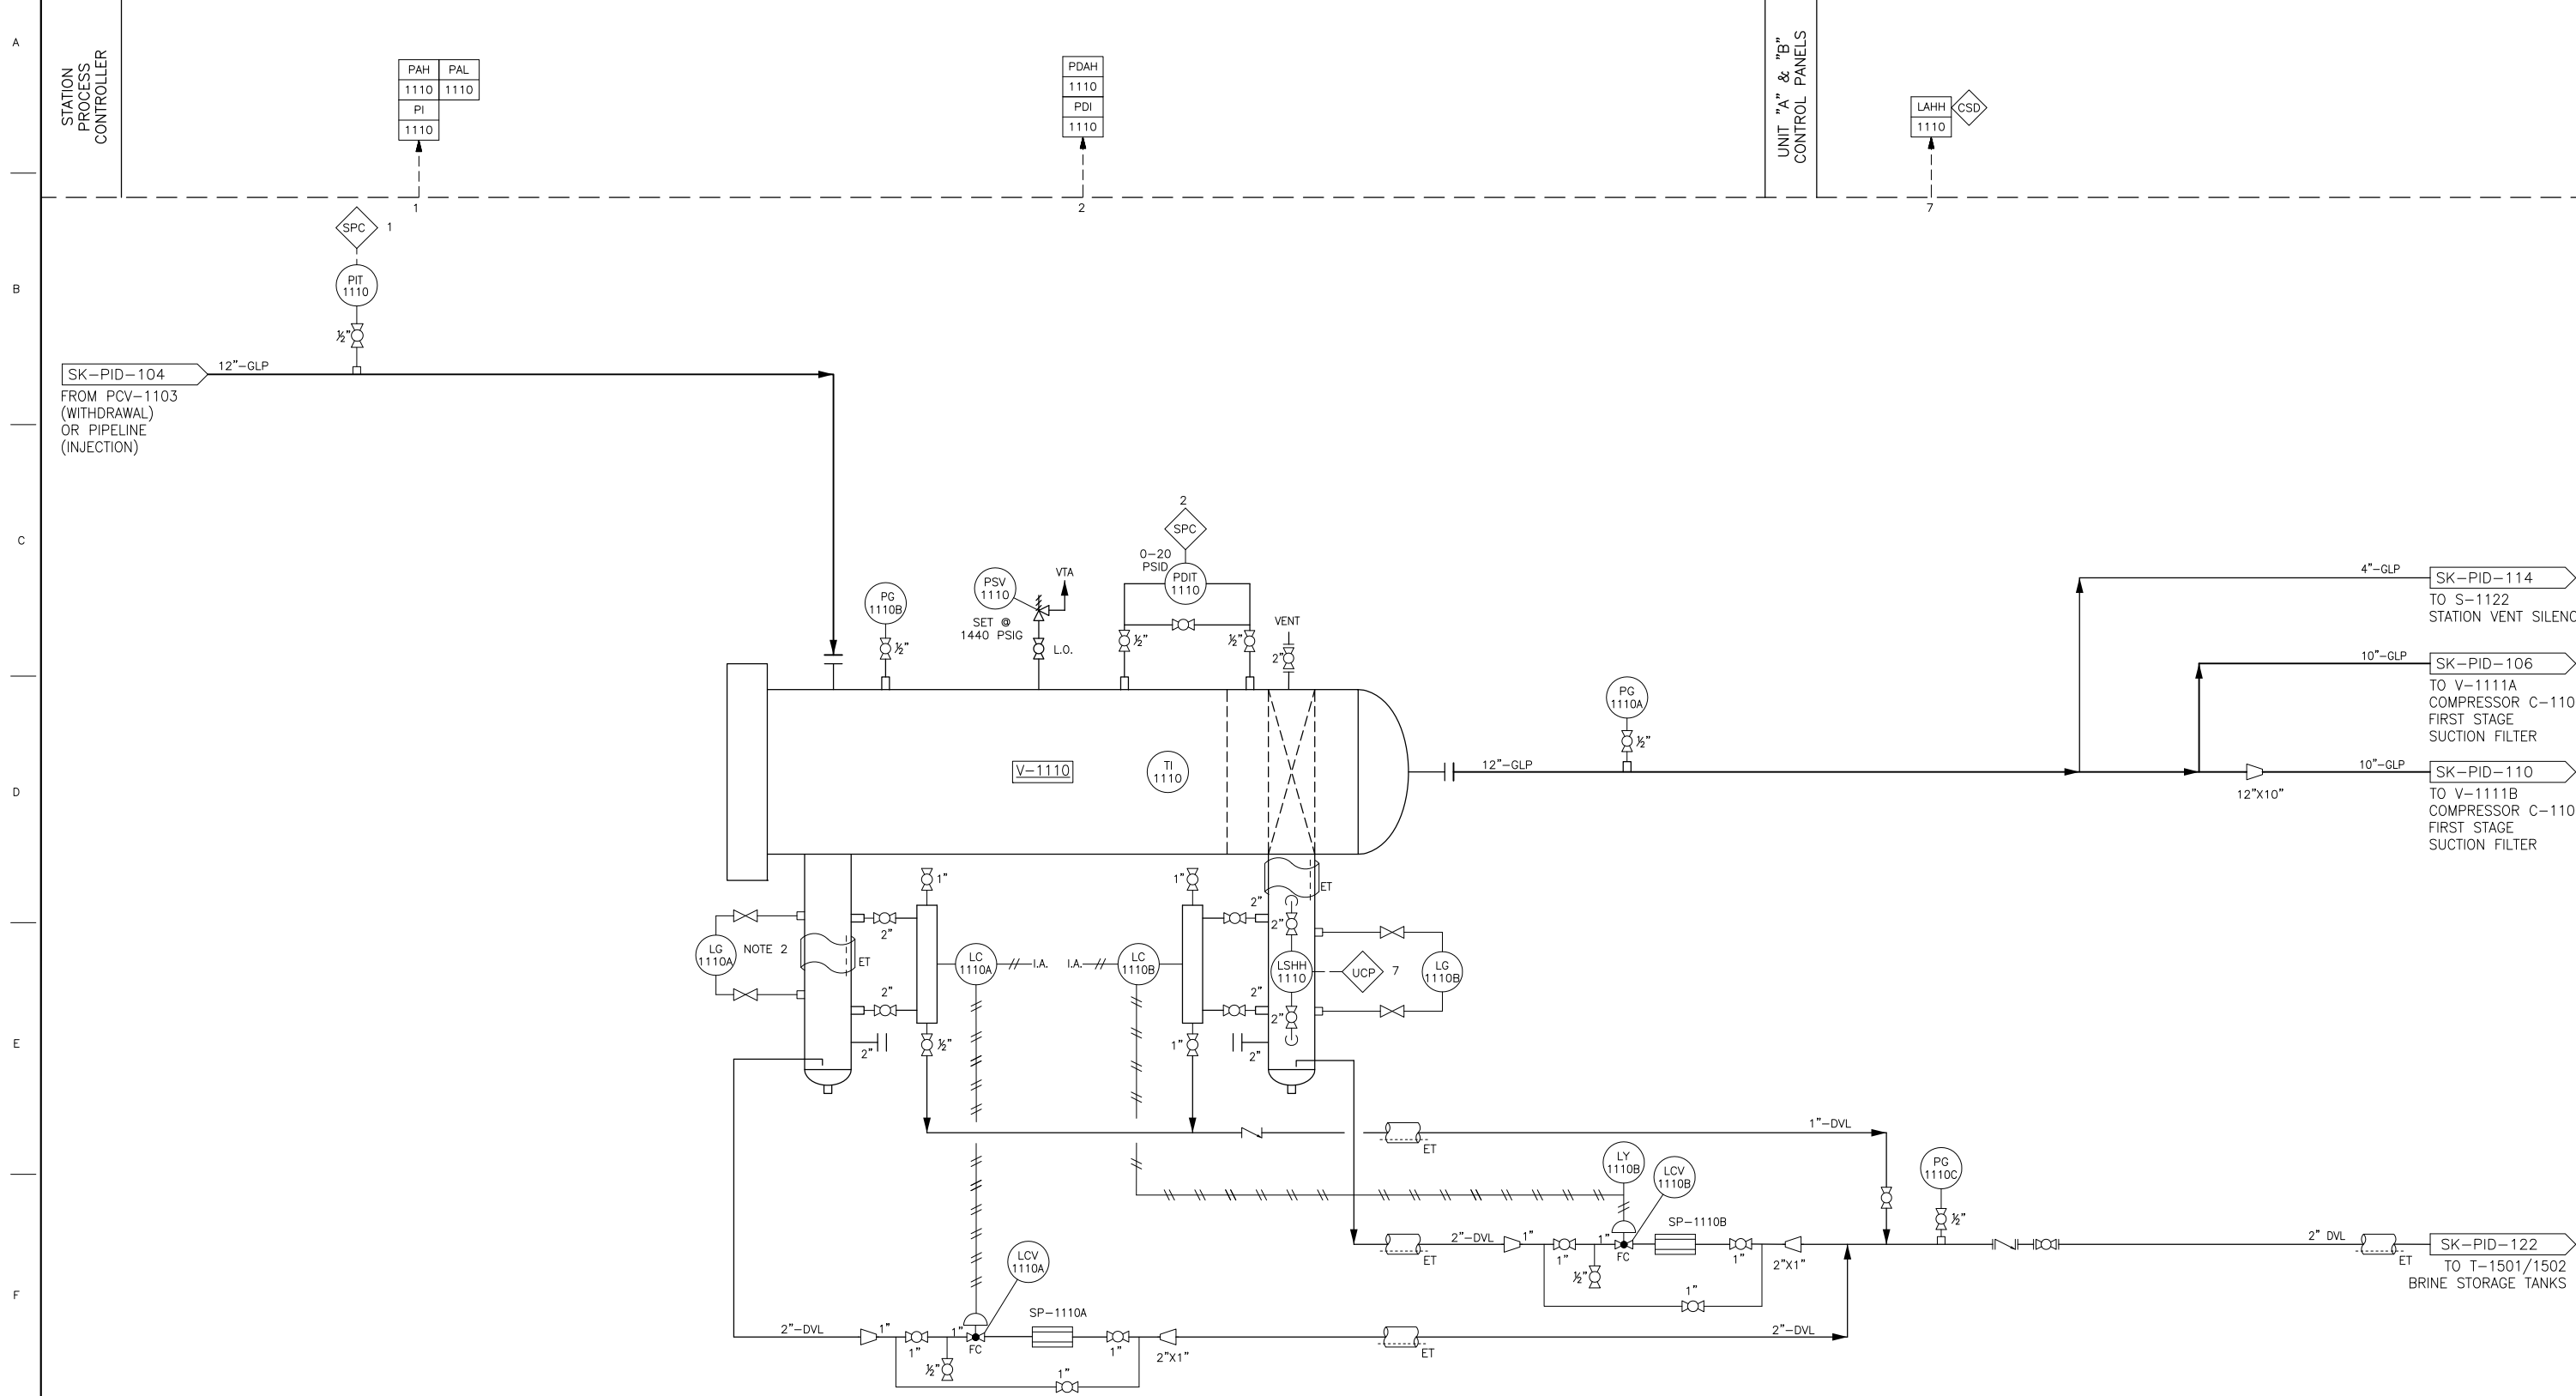 A
STATION
PROCESS
CONTROLLER
PAH PAL
1110 1110
PI
1110
PDAH
1110
PDI
1110
UNIT "A" & "B"
CONTROL PANELS
LAHH
1110
CSD
1
2
7
SPC 1
B
PIT
1110
½"
SK-PID-104
12"-GLP
FROM PCV-1103
(WITHDRAWAL)
OR PIPELINE
(INJECTION)
C
2
SPC
0-20
PSID
PDIT
1110
VTA
PSV
1110
SET @
1440 PSIG
L.O.
PG
1110B
½"
½"
½"
VENT
2"
4"-GLP
SK-PID-114
TO S-1122
STATION VENT SILENC
10"-GLP
SK-PID-106
TO V-1111A
COMPRESSOR C-110
FIRST STAGE
SUCTION FILTER
PG
1110A
½"
D
V-1110
TI
1110
12"-GLP
12"X10"
10"-GLP
SK-PID-110
TO V-1111B
COMPRESSOR C-110
FIRST STAGE
SUCTION FILTER
1"
1"
ET
2"
2"
2"
LG
1110A
NOTE 2
ET
LC
1110A
I.A.
I.A.
LC
1110B
LSHH
1110
UCP
7
LG
1110B
2"
2"
2"
E
2"
½"
1"
2"
1"-DVL
ET
LY
1110B
LCV
1110B
PG
1110C
½"
SP-1110B
2"-DVL
1"
1"
1"
FC
½"
1"
2"X1"
1"
ET
2" DVL
ET
SK-PID-122
TO T-1501/1502
BRINE STORAGE TANKS
F
LCV
1110A
SP-1110A
2"-DVL
1"
1"
1"
FC
½"
1"
2"X1"
1"
ET
2"-DVL